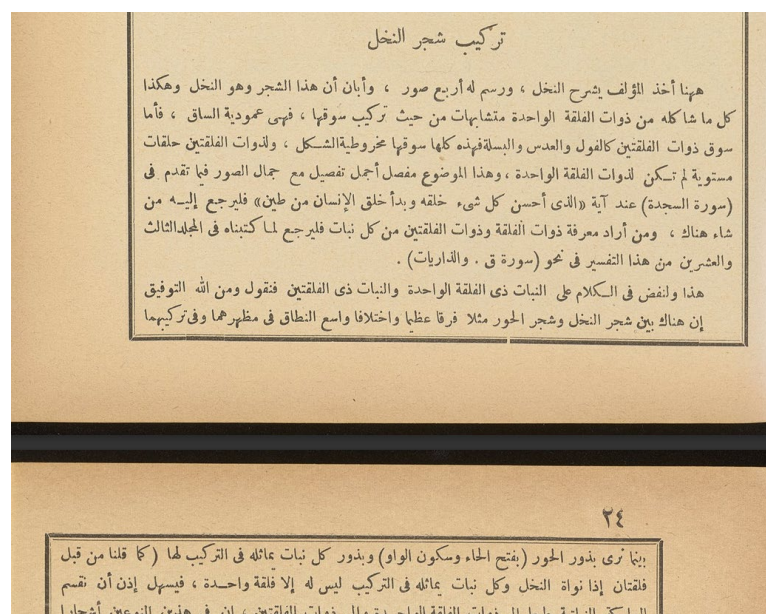 تركيب شجر النخل
ههنا أخذ المؤلف يشرح النخل ، ورسم له أربع صور ، وأبان أن هذا الشجر وهو النخل وهكذا
كل ما شاكله من ذوات الفلقة الواحدة متشابهات من حيث تركيب سوقها ، فهى عمودية الساق ، فأما
سوق ذوات الفلقتين كالفول والعدس والبسلة فهذه كلها سوقها مخروطية الشكل ، ولذوات الفلقتين حلقات
مستوية لم تكن لذوات الفلقة الواحدة ، وهذا الموضوع مفصل أجمل تفصيل مع جمال الصور فيما تقدم فى
(سورة السجدة) عند آية «الذى أحسن كل شىء خلقه وبدأ خلق الإنسان من طين» فليرجع إليه من
شاء هناك ، ومن أراد معرفة ذوات الفلقة وذوات الفلقتين من كل نبات فليرجع لما كتبناه فى المجلد الثالث
والعشرين من هذا التفسير فى نحو (سورة ق . والذاريات) .
هذا ولنفض فى الكلام على النبات ذى الفلقة الواحدة والنبات ذى الفلقتين فنقول ومن الله التوفيق
إن هناك بين شجر النخل وشجر الحور مثلا فرقا عظيما واختلافا واسع النطاق فى مظهرهما وفى تركيبهما
٢٤
بينما نرى بذور الحور (بفتح الحاء وسكون الواو) وبذور كل نبات يماثله فى التركيب لها (كما قلنا من قبل
فلقتان إذا نواة النخل وكل نبات يماثله فى التركيب ليس له إلا فلقة واحدة ، فيسهل إذن أن نقسم